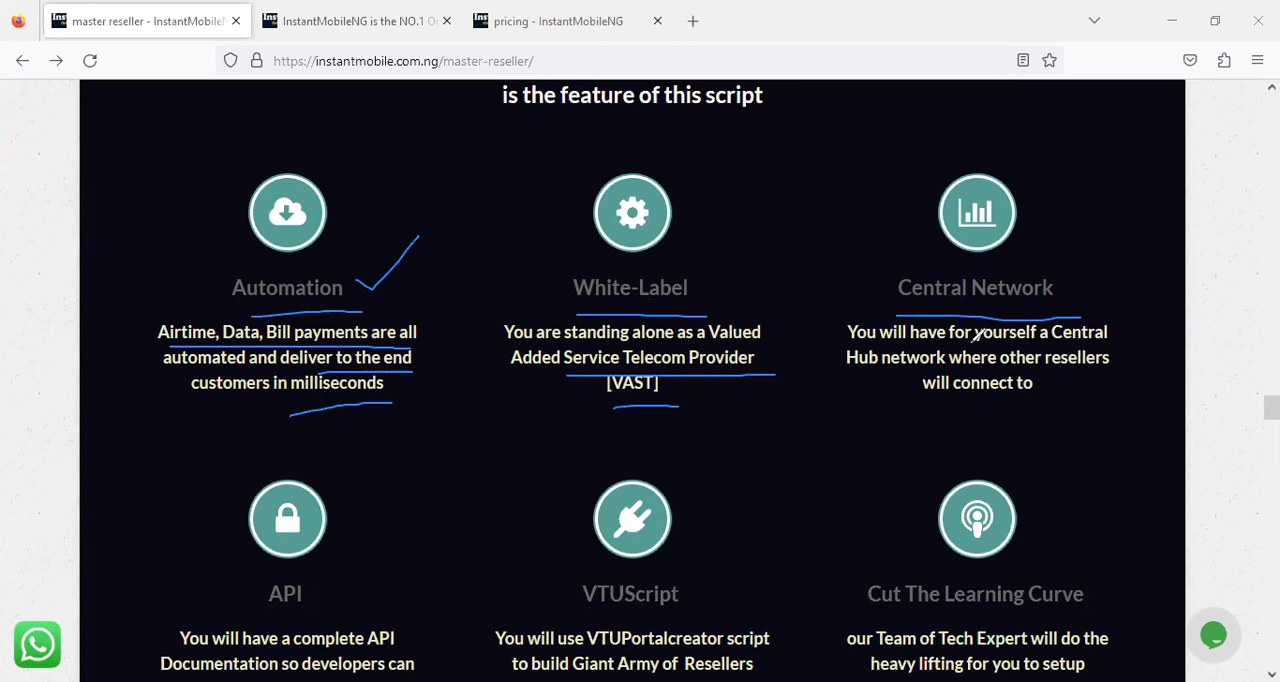 master reseller - InstantMobileN
InstantMobileNG is the NO.1 O
pricing - InstantMobileNG
https://instantmobile.com.ng/master-reseller/
is the feature of this script
Automation
Airtime, Data, Bill payments are all
automated and deliver to the end
customers in milliseconds
White-Label
You are standing alone as a Valued
Added Service Telecom Provider
[VAST]
Central Network
You will have for yourself a Central
Hub network where other resellers
will connect to
API
You will have a complete API
Documentation so developers can
VTUScript
You will use VTUPortalcreator script
to build Giant Army of Resellers
Cut The Learning Curve
our Team of Tech Expert will do the
heavy lifting for you to setup